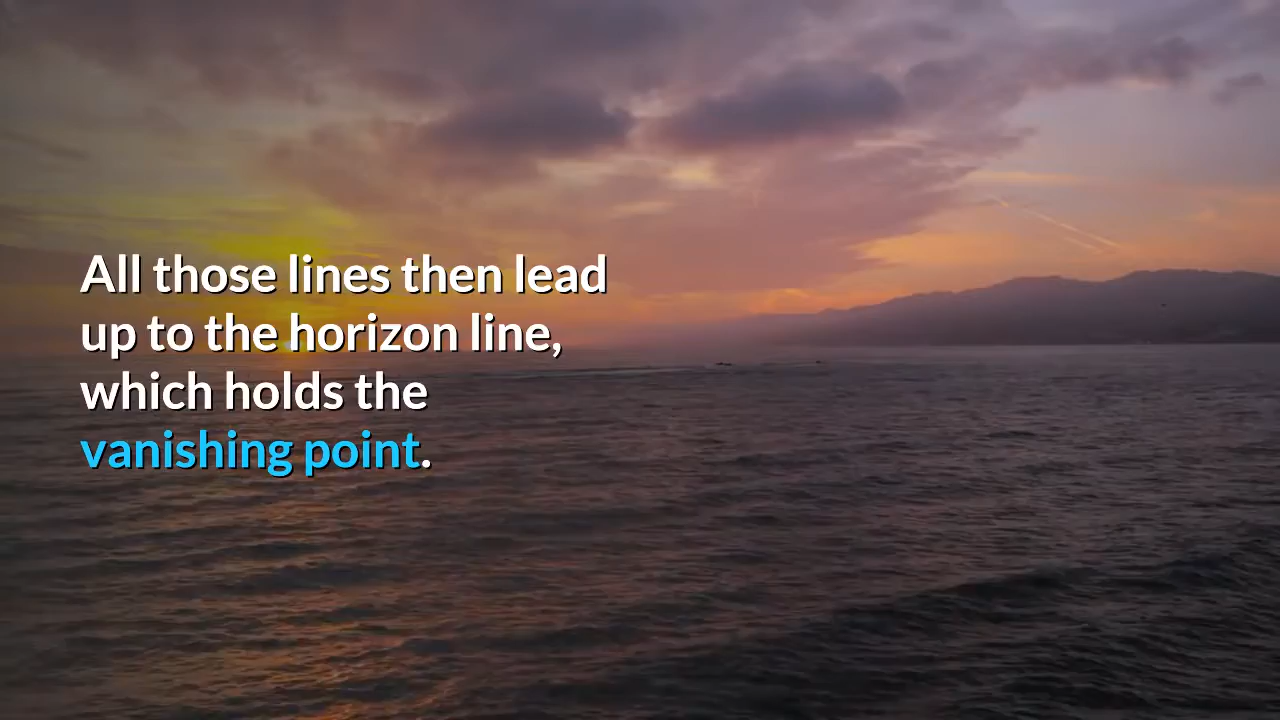 All those lines then lead
up to the horizon line,
which holds the
vanishing point.